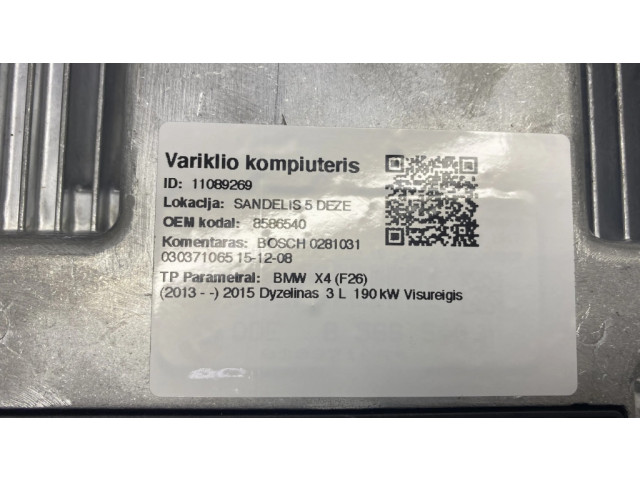 Variklio kompiuteris
ID: 11089269
Lokacija: SANDELIS 5 DEZE
OEM kodai: 8586540
Komentaras: BOSCH 0281031
030371065 15-12-08
TP Parametrai: BMW X4 (F26)
(2013 - -) 2015 Dyzelinas 3 L 190 kW Visureigis